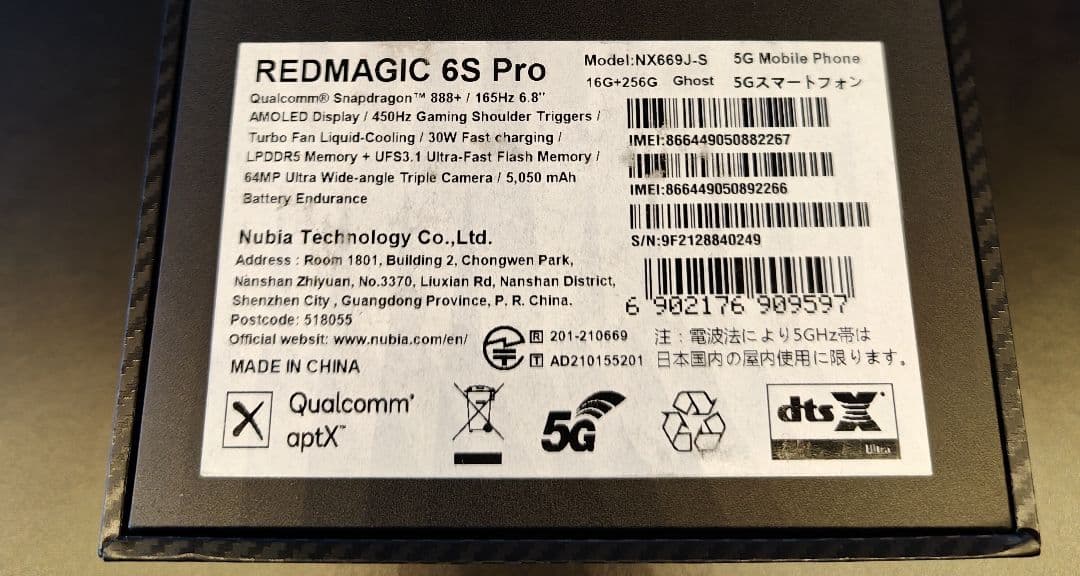 REDMAGIC 6S Pro
Qualcomm® Snapdragon™ 888+ / 165Hz 6.8"
AMOLED Display / 450Hz Gaming Shoulder Triggers /
Turbo Fan Liquid-Cooling / 30W Fast charging /
LPDDR5 Memory + UFS3.1 Ultra-Fast Flash Memory /
64MP Ultra Wide-angle Triple Camera / 5,050 mAh
Battery Endurance
Model:NX669J-S 5G Mobile Phone
16G+256G Ghost 5Gスマートフォン
IMEI:866449050882267
IMEI:866449050892266
S/N:9F2128840249
6 902176 909597
Nubia Technology Co.,Ltd.
Address : Room 1801, Building 2, Chongwen Park,
Nanshan Zhiyuan, No.3370, Liuxian Rd, Nanshan District,
Shenzhen City , Guangdong Province, P. R. China.
Postcode: 518055
Official websit: www.nubia.com/en/
MADE IN CHINA
R 201-210669
T AD210155201
注：電波法により5GHz帯は
日本国内の屋内使用に限ります。
Qualcomm
aptX™
5G
dts X
Ultra